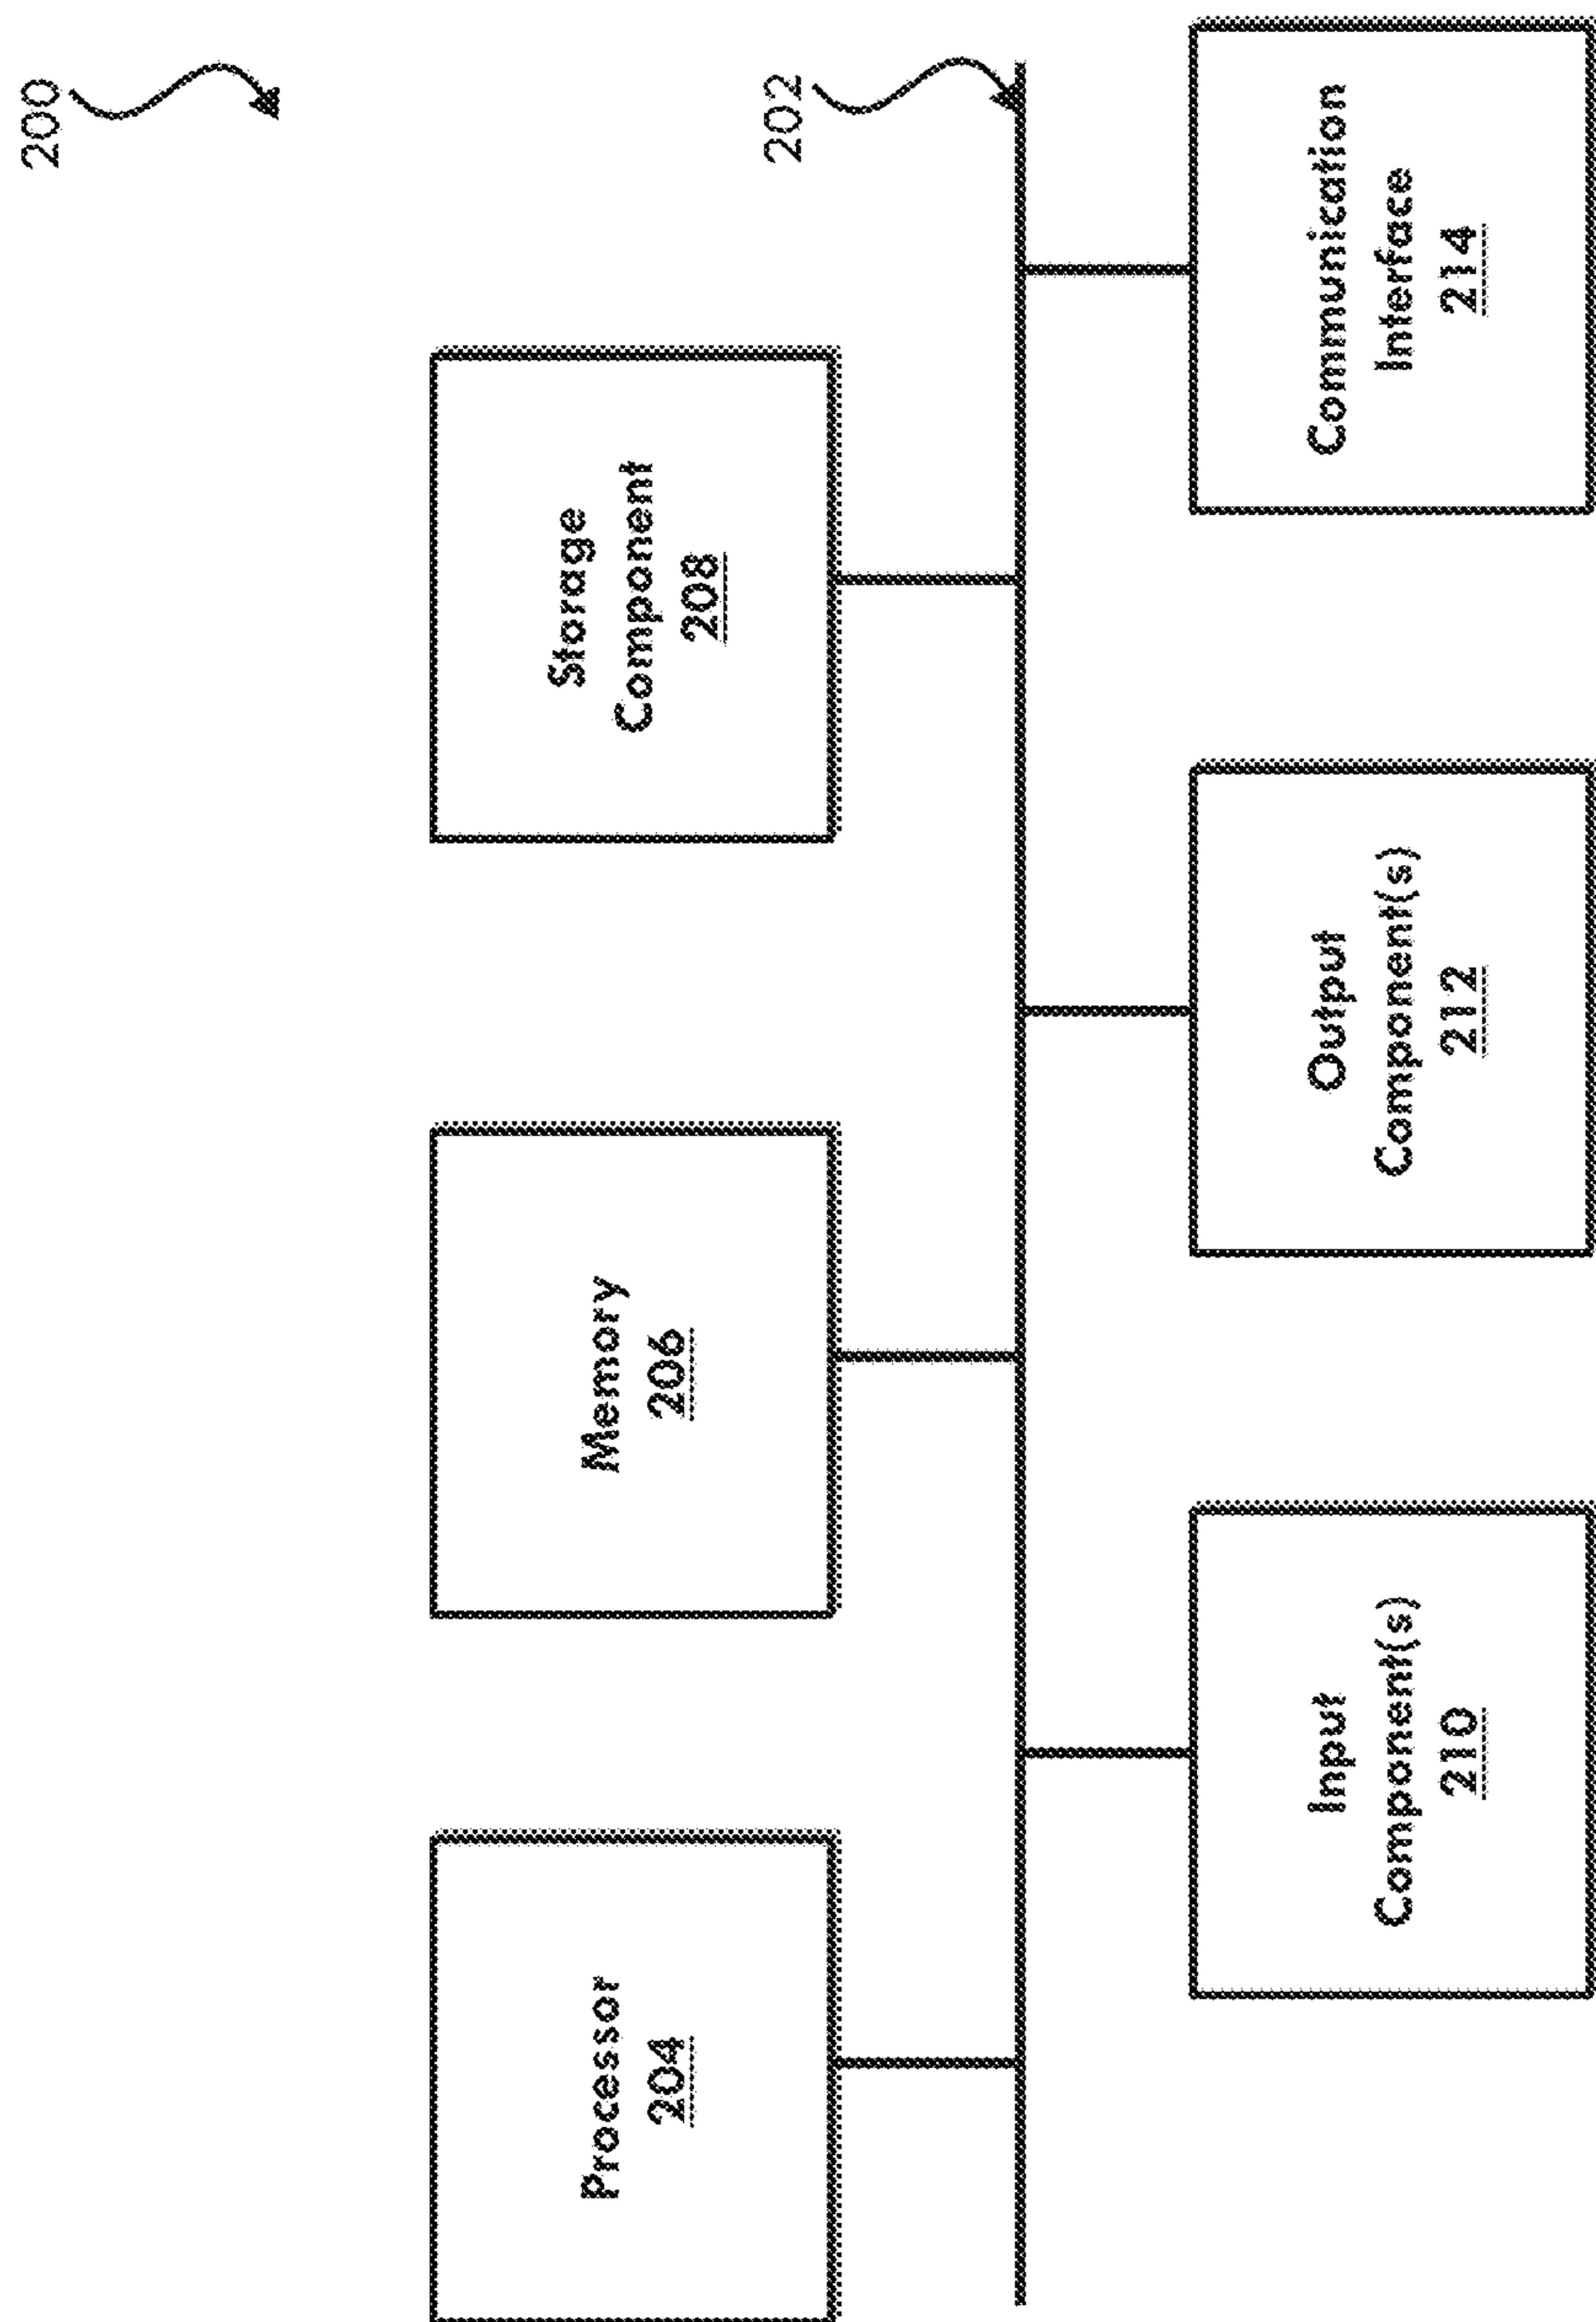 200
Processor
204
Memory
206
Storage
Component
208
202
Input
Component(s)
210
Output
Component(s)
212
Communication
Interface
214